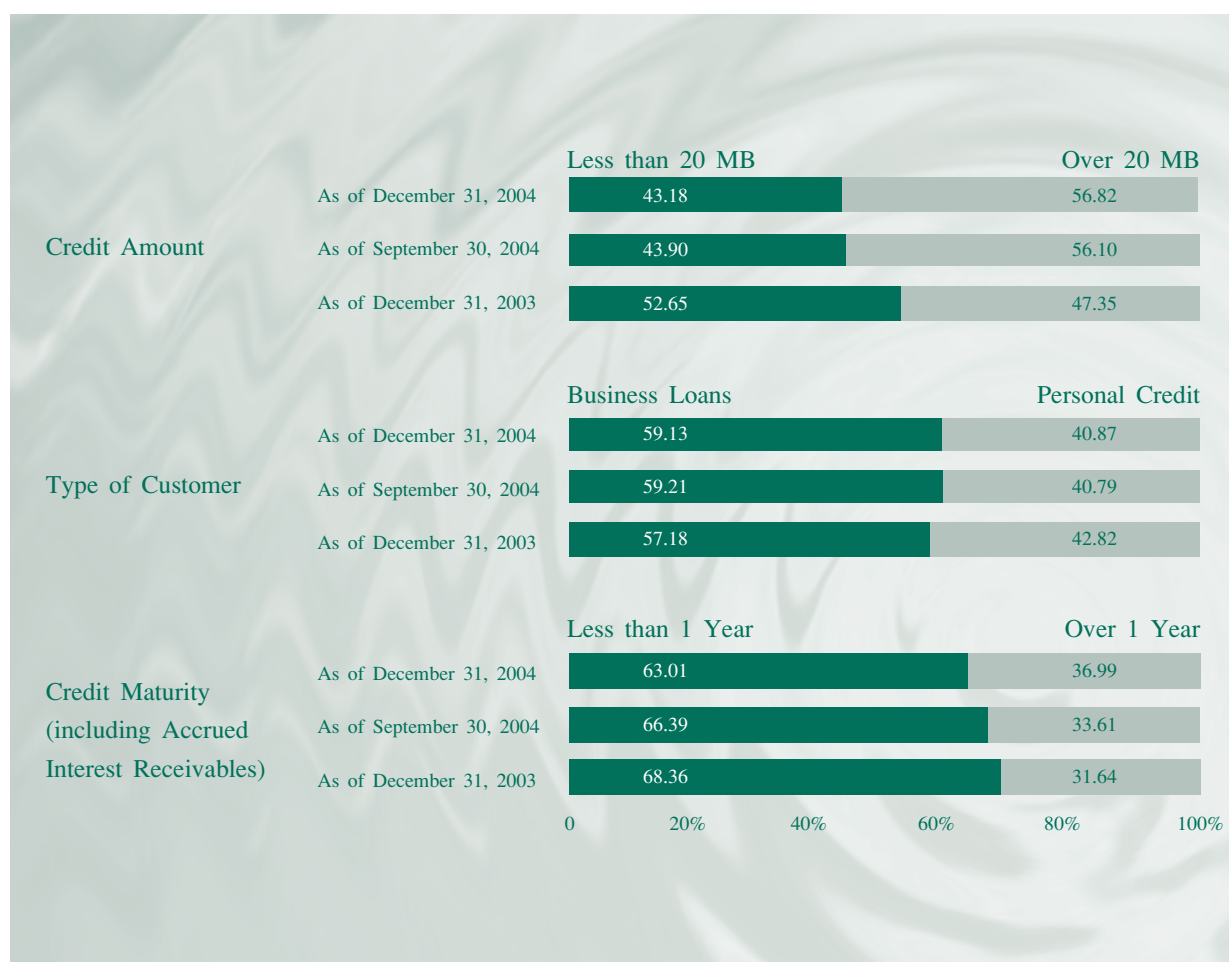 Less than 20 MB Over 20 MB
As of December 31, 2004 43.18 56.82
Credit Amount
As of September 30, 2004 43.90 56.10
As of December 31, 2003 52.65 47.35
Business Loans Personal Credit
As of December 31, 2004 59.13 40.87
Type of Customer
As of September 30, 2004 59.21 40.79
As of December 31, 2003 57.18 42.82
Less than 1 Year Over 1 Year
As of December 31, 2004 63.01 36.99
Credit Maturity
(including Accrued
Interest Receivables)
As of September 30, 2004 66.39 33.61
As of December 31, 2003 68.36 31.64
0 20% 40% 60% 80% 100%